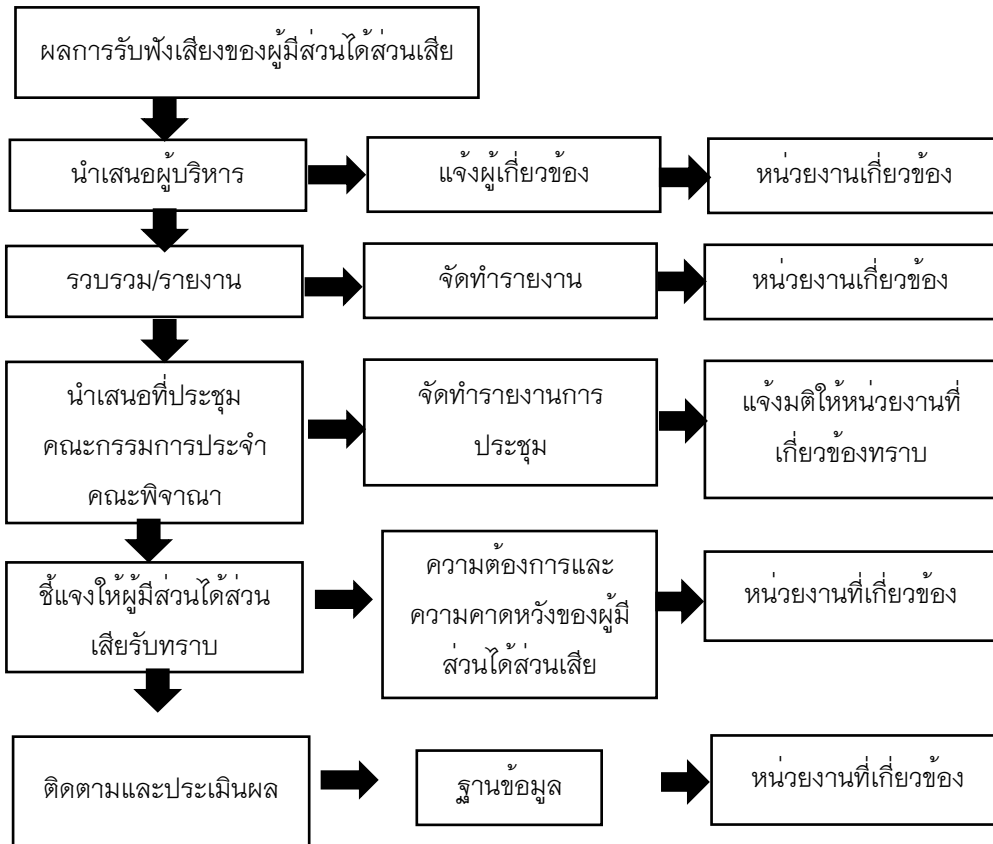 ผลการรับฟังเสียงของผู้มีส่วนได้ส่วนเสีย
นำเสนอผู้บริหาร
แจ้งผู้เกี่ยวข้อง
หน่วยงานเกี่ยวข้อง
รวบรวม/รายงาน
จัดทำรายงาน
หน่วยงานเกี่ยวข้อง
นำเสนอที่ประชุม
คณะกรรมการประจำ
คณะพิจาณา
จัดทำรายงานการ
ประชุม
แจ้งมติให้หน่วยงานที่
เกี่ยวข้องทราบ
ชี้แจงให้ผู้มีส่วนได้ส่วน
เสียรับทราบ
ความต้องการและ
ความคาดหวังของผู้มี
ส่วนได้ส่วนเสีย
หน่วยงานที่เกี่ยวข้อง
ติดตามและประเมินผล
ฐานข้อมูล
หน่วยงานที่เกี่ยวข้อง